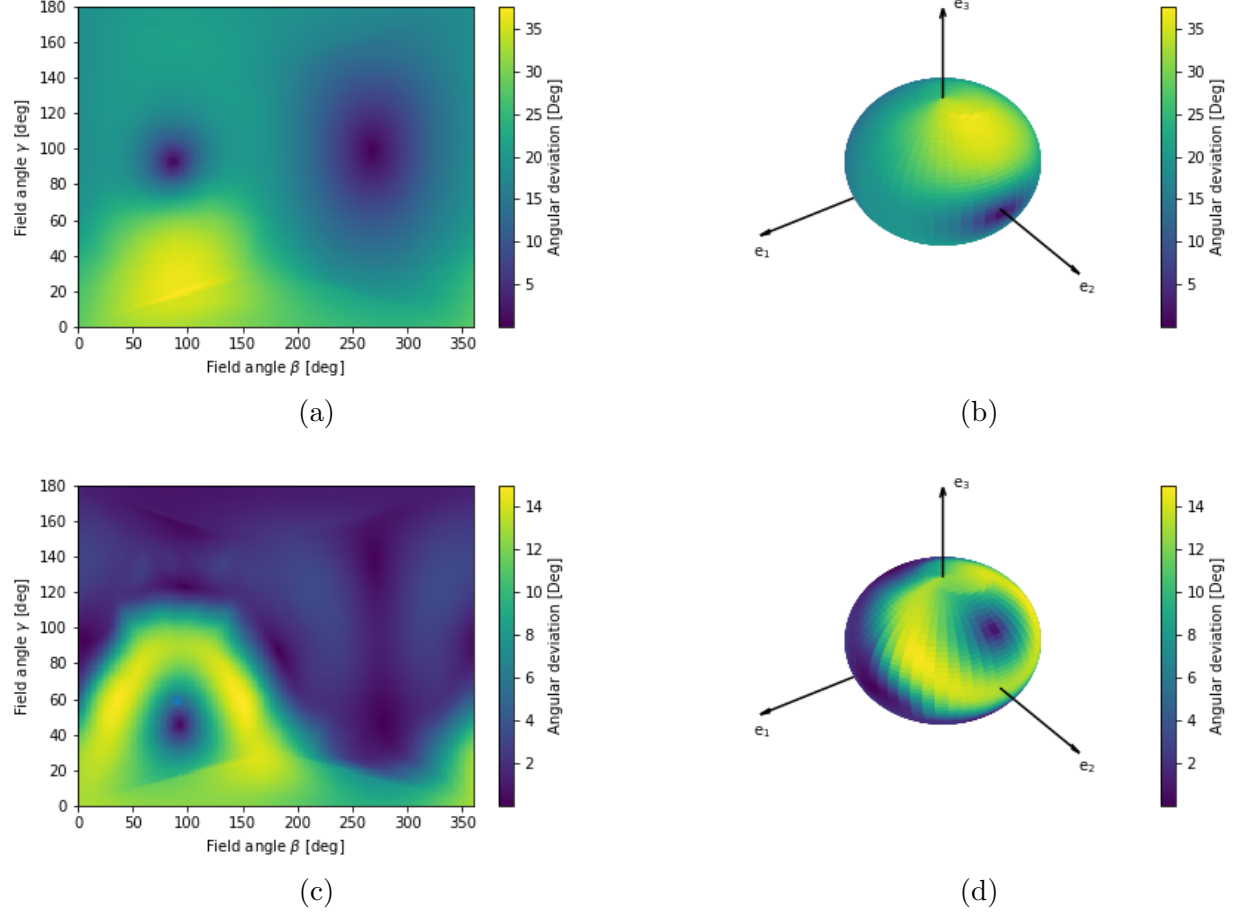 180
160
140
120
100
80
60
40
20
0
Field angle γ [deg]
0 50 100 150 200 250 300 350
Field angle β [deg]
35
30
25
20
15
10
5
Angular deviation [Deg]
(a)
e₃
e₁
e₂
35
30
25
20
15
10
5
Angular deviation [Deg]
(b)
180
160
140
120
100
80
60
40
20
0
Field angle γ [deg]
0 50 100 150 200 250 300 350
Field angle β [deg]
14
12
10
8
6
4
2
Angular deviation [Deg]
(c)
e₃
e₁
e₂
14
12
10
8
6
4
2
Angular deviation [Deg]
(d)